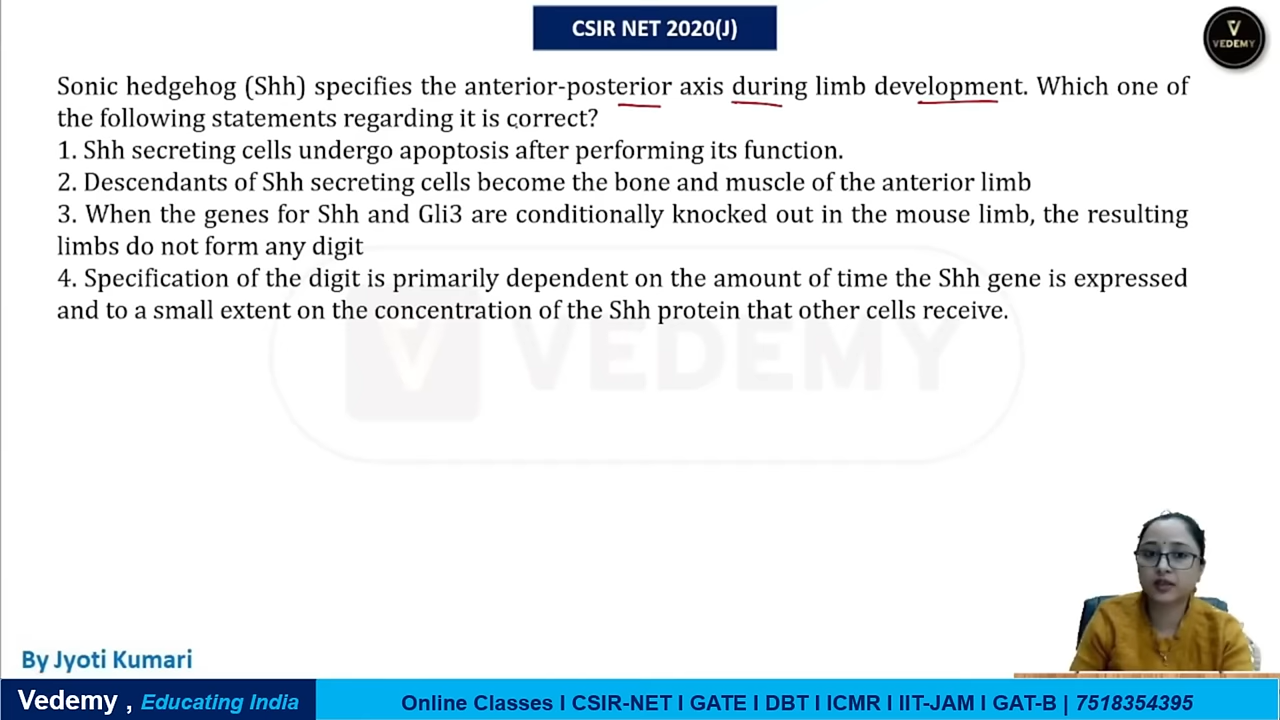 CSIR NET 2020(J)
VEDEMY
Sonic hedgehog (Shh) specifies the anterior-posterior axis during limb development. Which one of
the following statements regarding it is correct?
1. Shh secreting cells undergo apoptosis after performing its function.
2. Descendants of Shh secreting cells become the bone and muscle of the anterior limb
3. When the genes for Shh and Gli3 are conditionally knocked out in the mouse limb, the resulting
limbs do not form any digit
4. Specification of the digit is primarily dependent on the amount of time the Shh gene is expressed
and to a small extent on the concentration of the Shh protein that other cells receive.
VEDEMY
By Jyoti Kumari
Vedemy , Educating India
Online Classes I CSIR-NET I GATE I DBT I ICMR I IIT-JAM I GAT-B | 7518354395